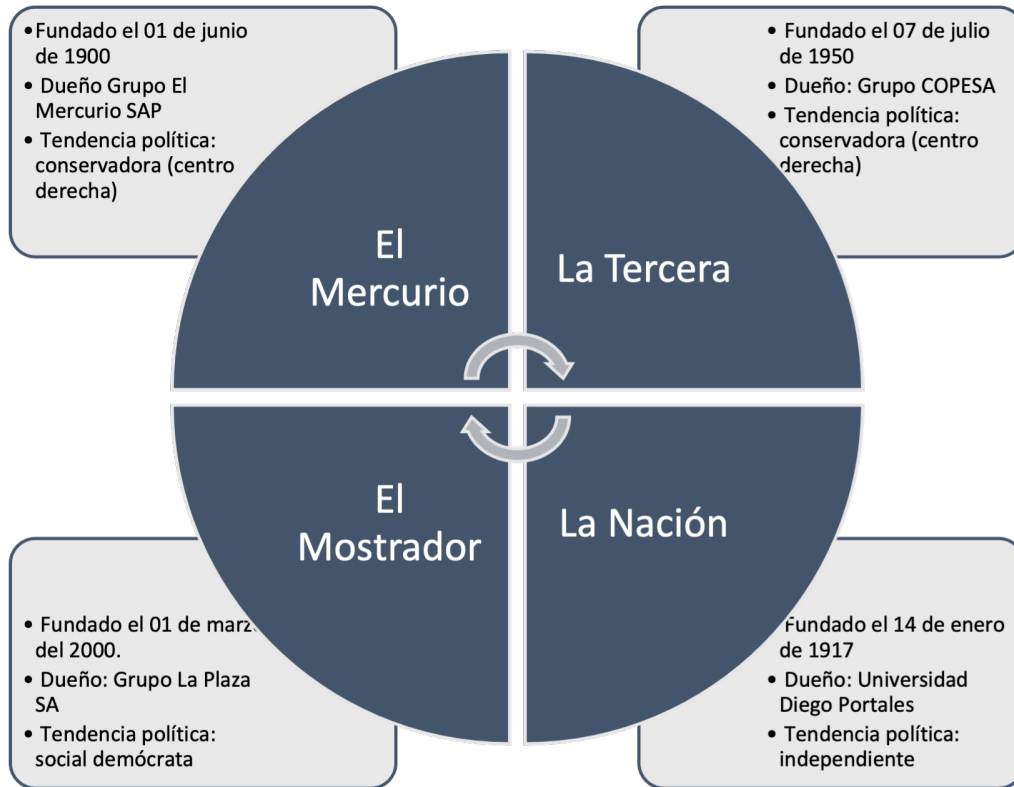 •Fundado el 01 de junio
de 1900
• Dueño Grupo El
Mercurio SAP
• Tendencia política:
conservadora (centro
derecha)
• Fundado el 07 de julio
de 1950
• Dueño: Grupo COPESA
• Tendencia política:
conservadora (centro
derecha)
El
Mercurio
La Tercera
El
Mostrador
La Nación
• Fundado el 01 de marzo
del 2000.
• Dueño: Grupo La Plaza
SA
• Tendencia política:
social demócrata
Fundado el 14 de enero
de 1917
• Dueño: Universidad
Diego Portales
• Tendencia política:
independiente